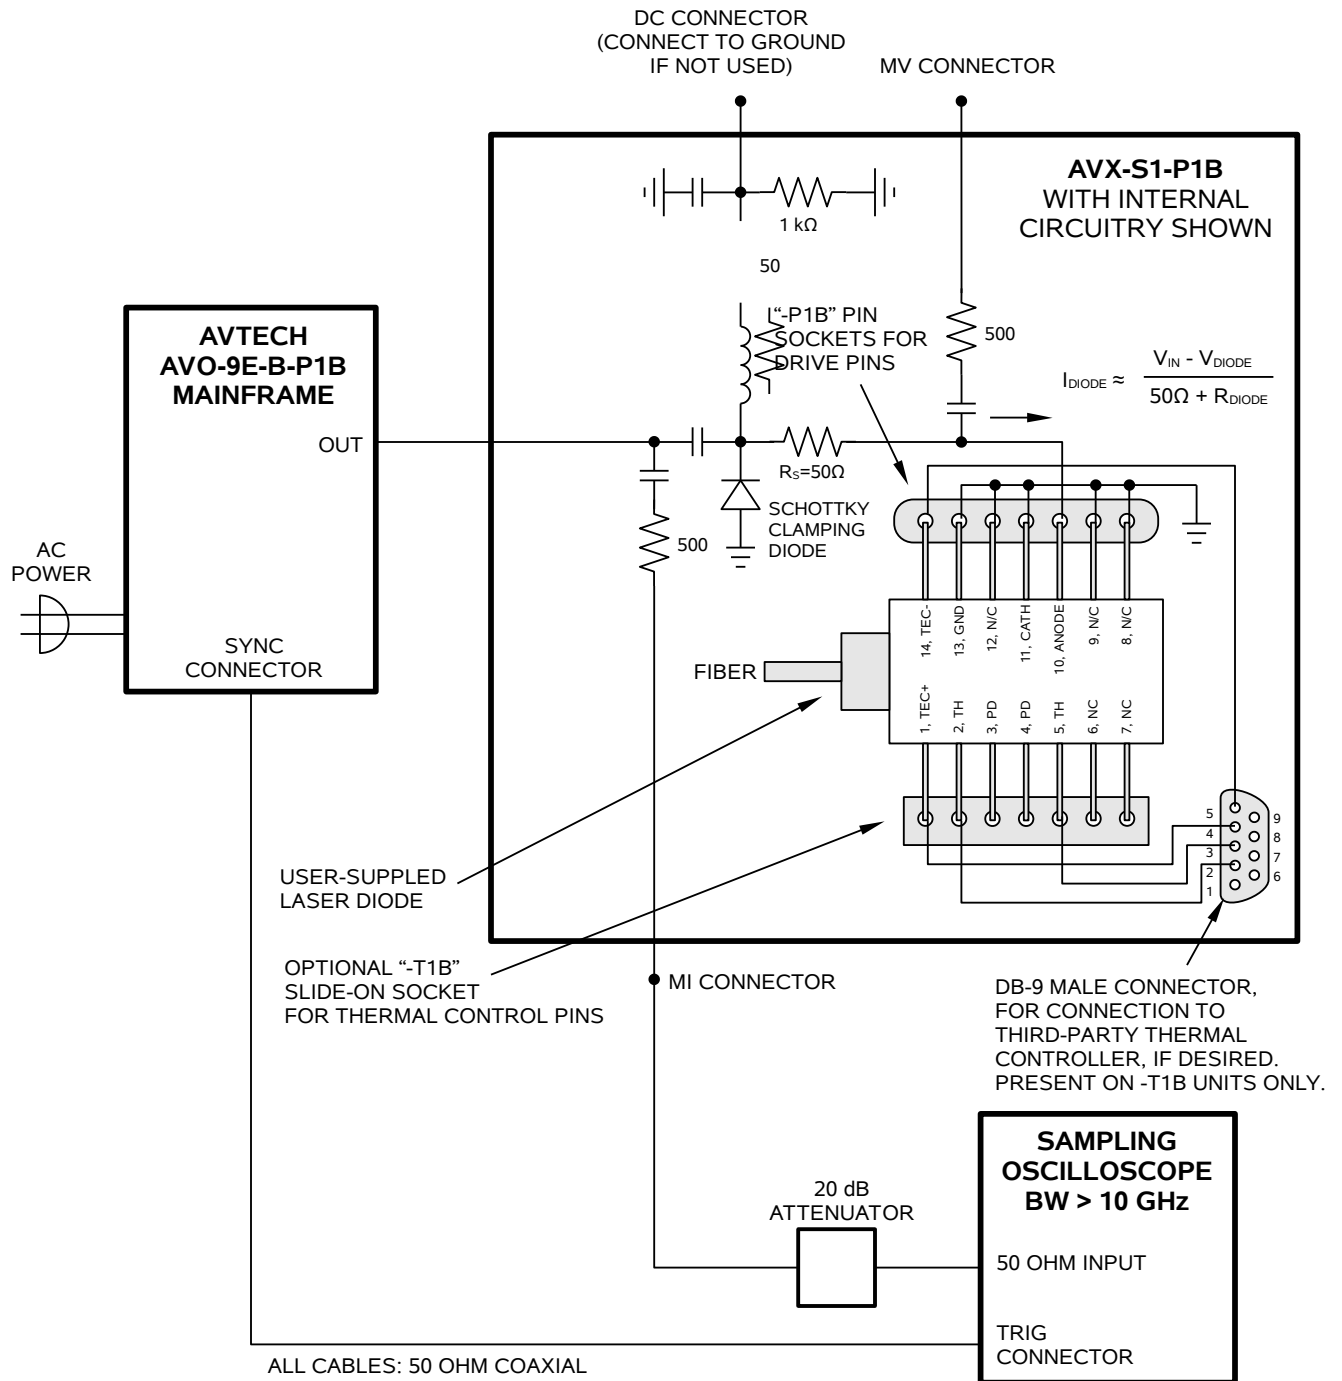 DC CONNECTOR
(CONNECT TO GROUND
IF NOT USED)
MV CONNECTOR
AVX-S1-P1B
WITH INTERNAL
CIRCUITRY SHOWN
1 kΩ
50
"-P1B" PIN
SOCKETS FOR
DRIVE PINS
500
IDIODE ≈
VIN - VDIODE
50Ω + RDIODE
AVTECH
AVO-9E-B-P1B
MAINFRAME
OUT
RS=50Ω
SCHOTTKY
CLAMPING
DIODE
500
AC
POWER
SYNC
CONNECTOR
14, TEC-
13, GND
12, N/C
11, CATH
10, ANODE
9, N/C
8, N/C
FIBER
1, TEC+
2, TH
3, PD
4, PD
5, TH
6, NC
7, NC
5
4
3
2
1
9
8
7
6
USER-SUPPLED
LASER DIODE
OPTIONAL “-T1B”
SLIDE-ON SOCKET
FOR THERMAL CONTROL PINS
MI CONNECTOR
DB-9 MALE CONNECTOR,
FOR CONNECTION TO
THIRD-PARTY THERMAL
CONTROLLER, IF DESIRED.
PRESENT ON -T1B UNITS ONLY.
SAMPLING
OSCILLOSCOPE
BW > 10 GHz
20 dB
ATTENUATOR
50 OHM INPUT
TRIG
CONNECTOR
ALL CABLES: 50 OHM COAXIAL